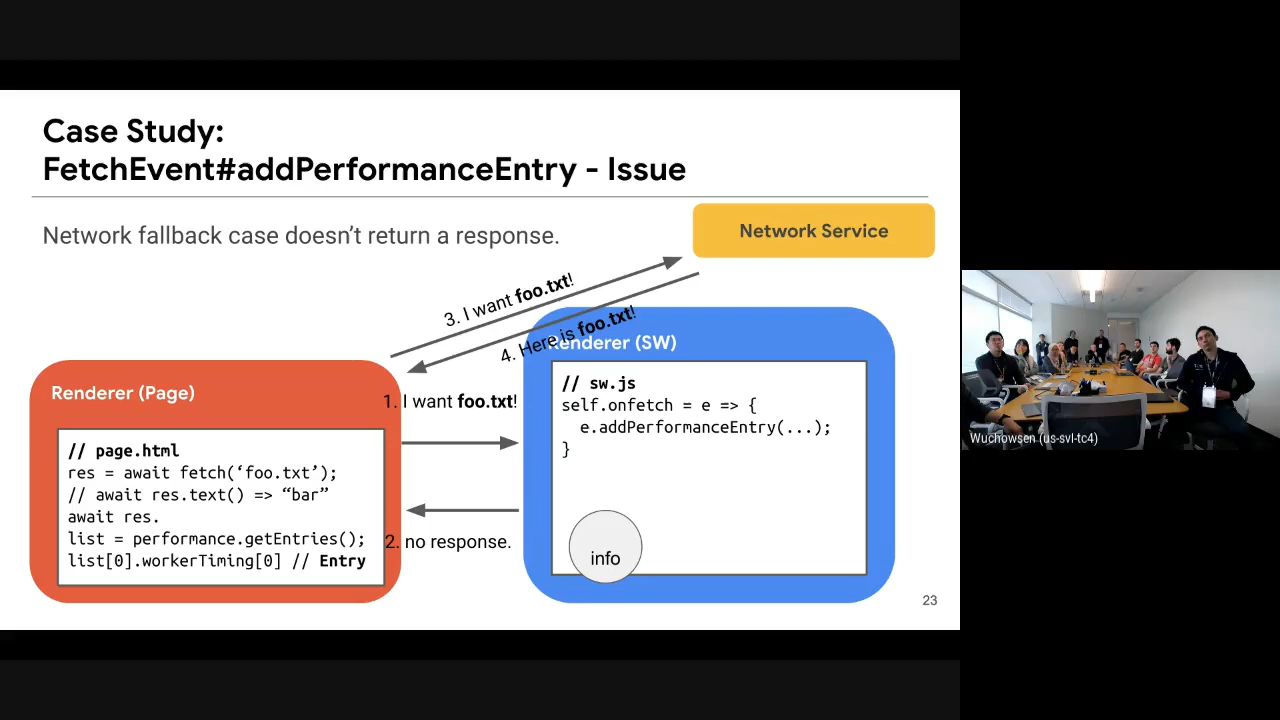 Case Study:
FetchEvent#addPerformanceEntry - Issue
Network fallback case doesn’t return a response.
Network Service
3. I want foo.txt!
4. Here is foo.txt!
Renderer (SW)
// sw.js
self.onfetch = e => {
e.addPerformanceEntry(...);
}
info
Renderer (Page)
1. I want foo.txt!
// page.html
res = await fetch(‘foo.txt’);
// await res.text() => “bar”
await res.
list = performance.getEntries();
list[0].workerTiming[0] // Entry
2. no response.
23
Wuchowsen (us-svl-tc4)